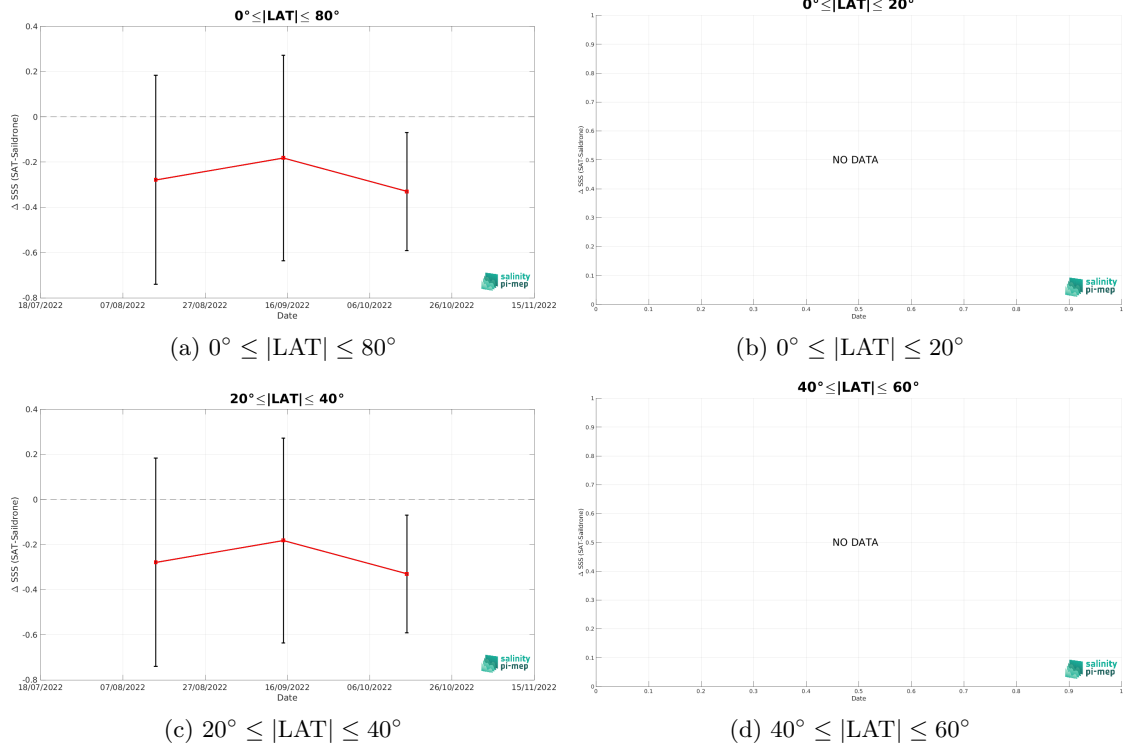 0°≤|LAT|≤ 80°
Δ SSS (SAT-Saildrone)
0.4
0.2
0
-0.2
-0.4
-0.6
-0.8
18/07/2022 07/08/2022 27/08/2022 16/09/2022 06/10/2022 26/10/2022 15/11/2022
Date
salinity
pi-mep
(a) 0° ≤ |LAT| ≤ 80°
0°≤|LAT|≤ 20°
Δ SSS (SAT-Saildrone)
1
0.9
0.8
0.7
0.6
0.5
0.4
0.3
0.2
0.1
0
NO DATA
0 0.1 0.2 0.3 0.4 0.5 0.6 0.7 0.8 0.9 1
Date
salinity
pi-mep
(b) 0° ≤ |LAT| ≤ 20°
20°≤|LAT|≤ 40°
Δ SSS (SAT-Saildrone)
0.4
0.2
0
-0.2
-0.4
-0.6
-0.8
18/07/2022 07/08/2022 27/08/2022 16/09/2022 06/10/2022 26/10/2022 15/11/2022
Date
salinity
pi-mep
(c) 20° ≤ |LAT| ≤ 40°
40°≤|LAT|≤ 60°
Δ SSS (SAT-Saildrone)
1
0.9
0.8
0.7
0.6
0.5
0.4
0.3
0.2
0.1
0
NO DATA
0 0.1 0.2 0.3 0.4 0.5 0.6 0.7 0.8 0.9 1
Date
salinity
pi-mep
(d) 40° ≤ |LAT| ≤ 60°